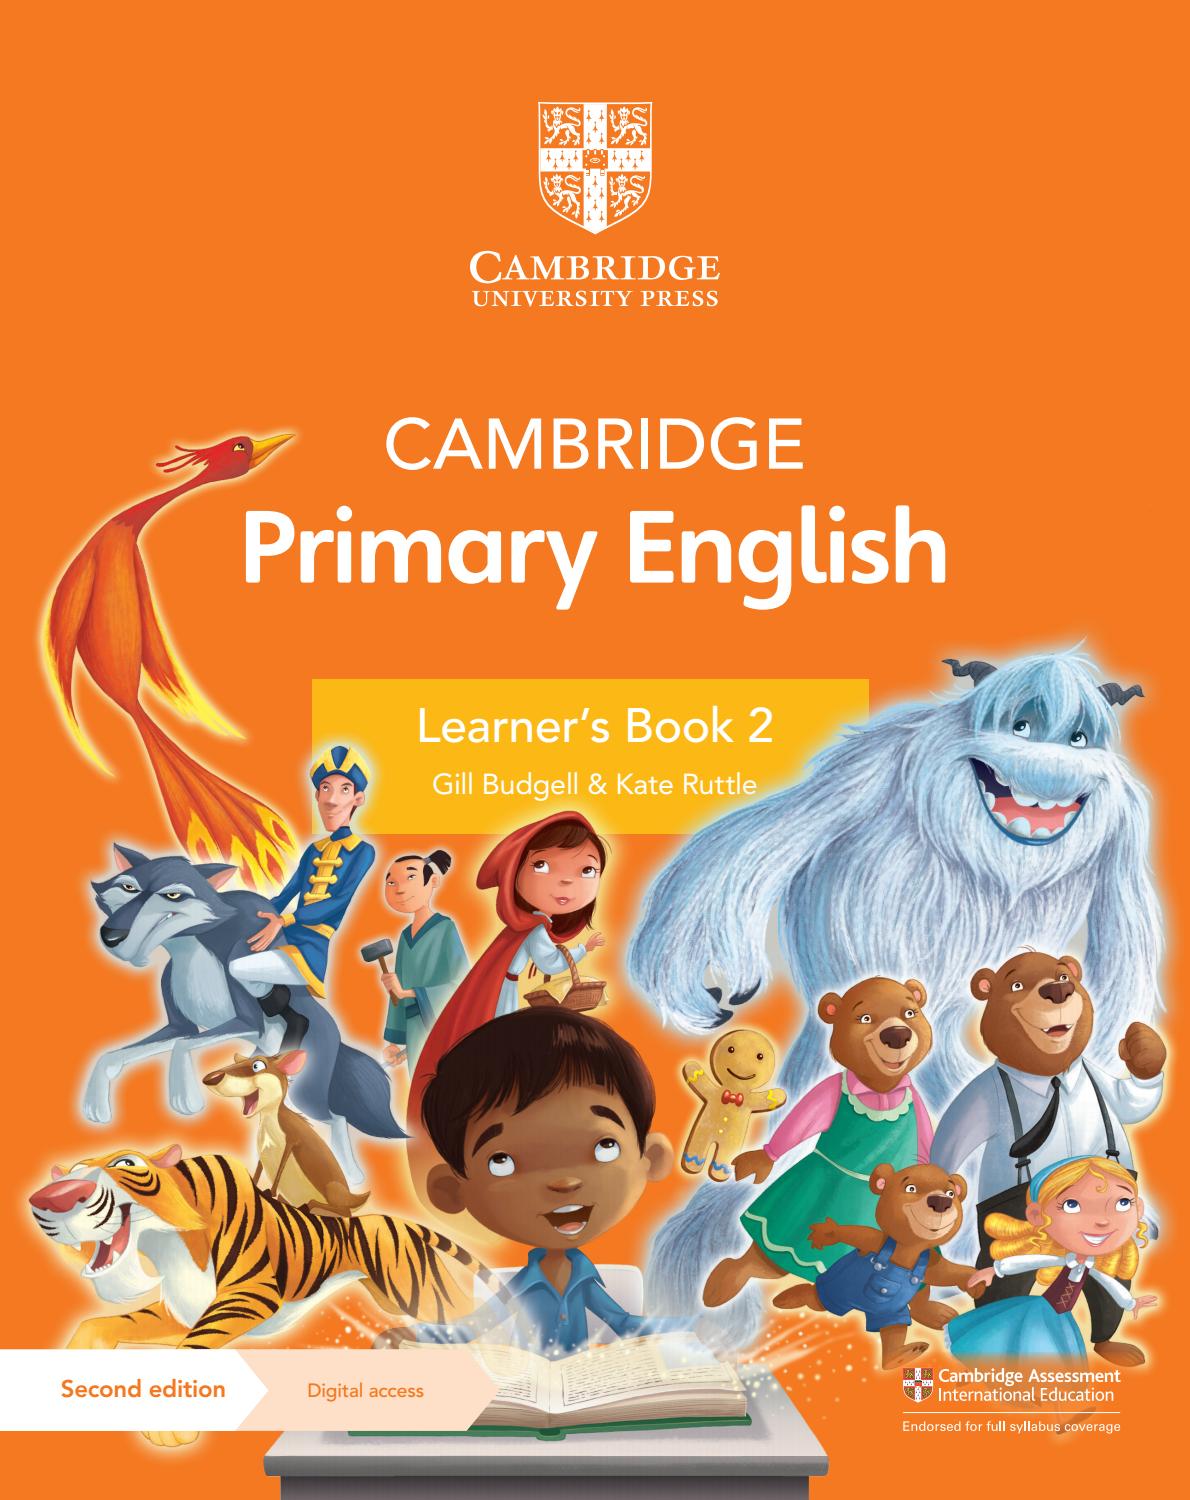 CAMBRIDGE
UNIVERSITY PRESS
CAMBRIDGE
Primary English
Learner's Book 2
Gill Budgell & Kate Ruttle
Second edition
Digital access
Cambridge Assessment
International Education
Endorsed for full syllabus coverage